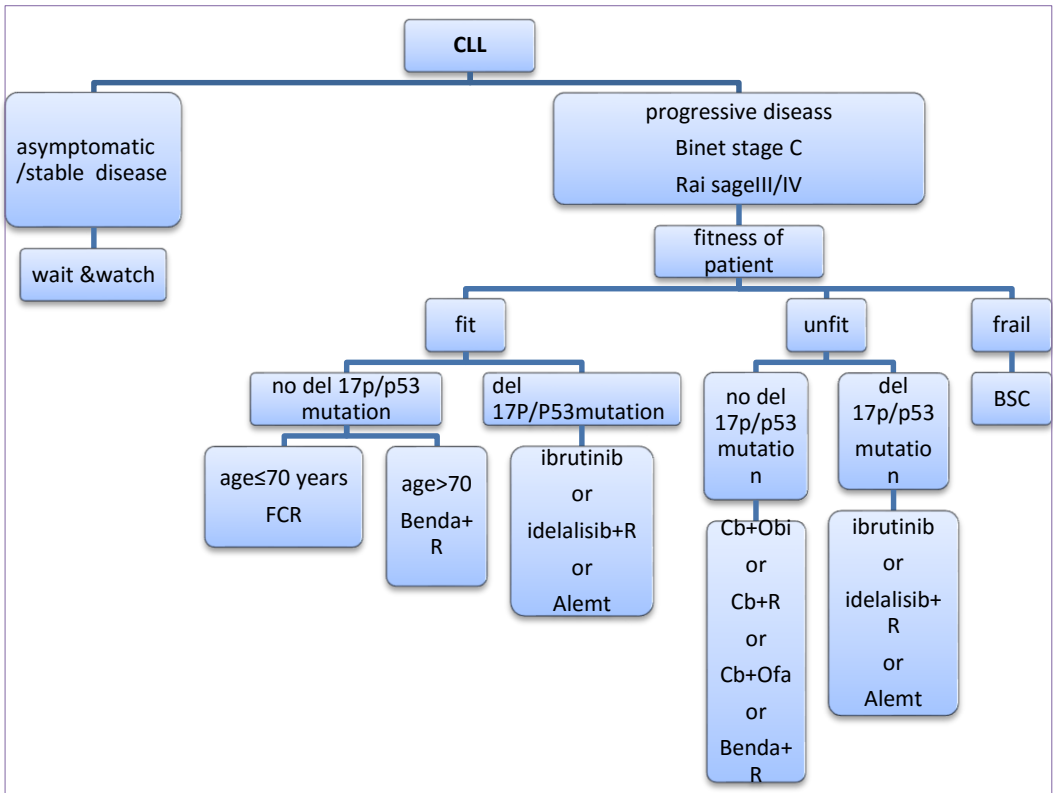 CLL
asymptomatic
/stable disease
wait &watch
progressive diseass
Binet stage C
Rai sageIII/IV
fitness of
patient
fit
no del 17p/p53
mutation
age≤70 years
FCR
age>70
Benda+
R
del
17P/P53mutation
ibrutinib
or
idelalisib+R
or
Alemt
unfit
no del
17p/p53
mutatio
n
Cb+Obi
or
Cb+R
or
Cb+Ofa
or
Benda+
R
del
17p/p53
mutatio
n
ibrutinib
or
idelalisib+
R
or
Alemt
frail
BSC